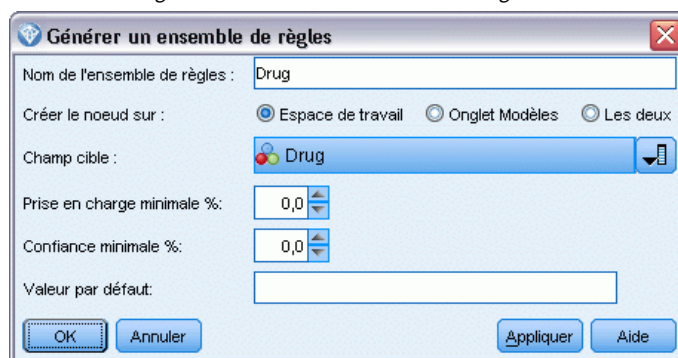 Générer un ensemble de règles
Nom de l'ensemble de règles : Drug
Créer le noeud sur : Espace de travail Onglet Modèles Les deux
Champ cible : Drug
Prise en charge minimale %: 0,0
Confiance minimale %: 0,0
Valeur par défaut:
OK Annuler Appliquer Aide